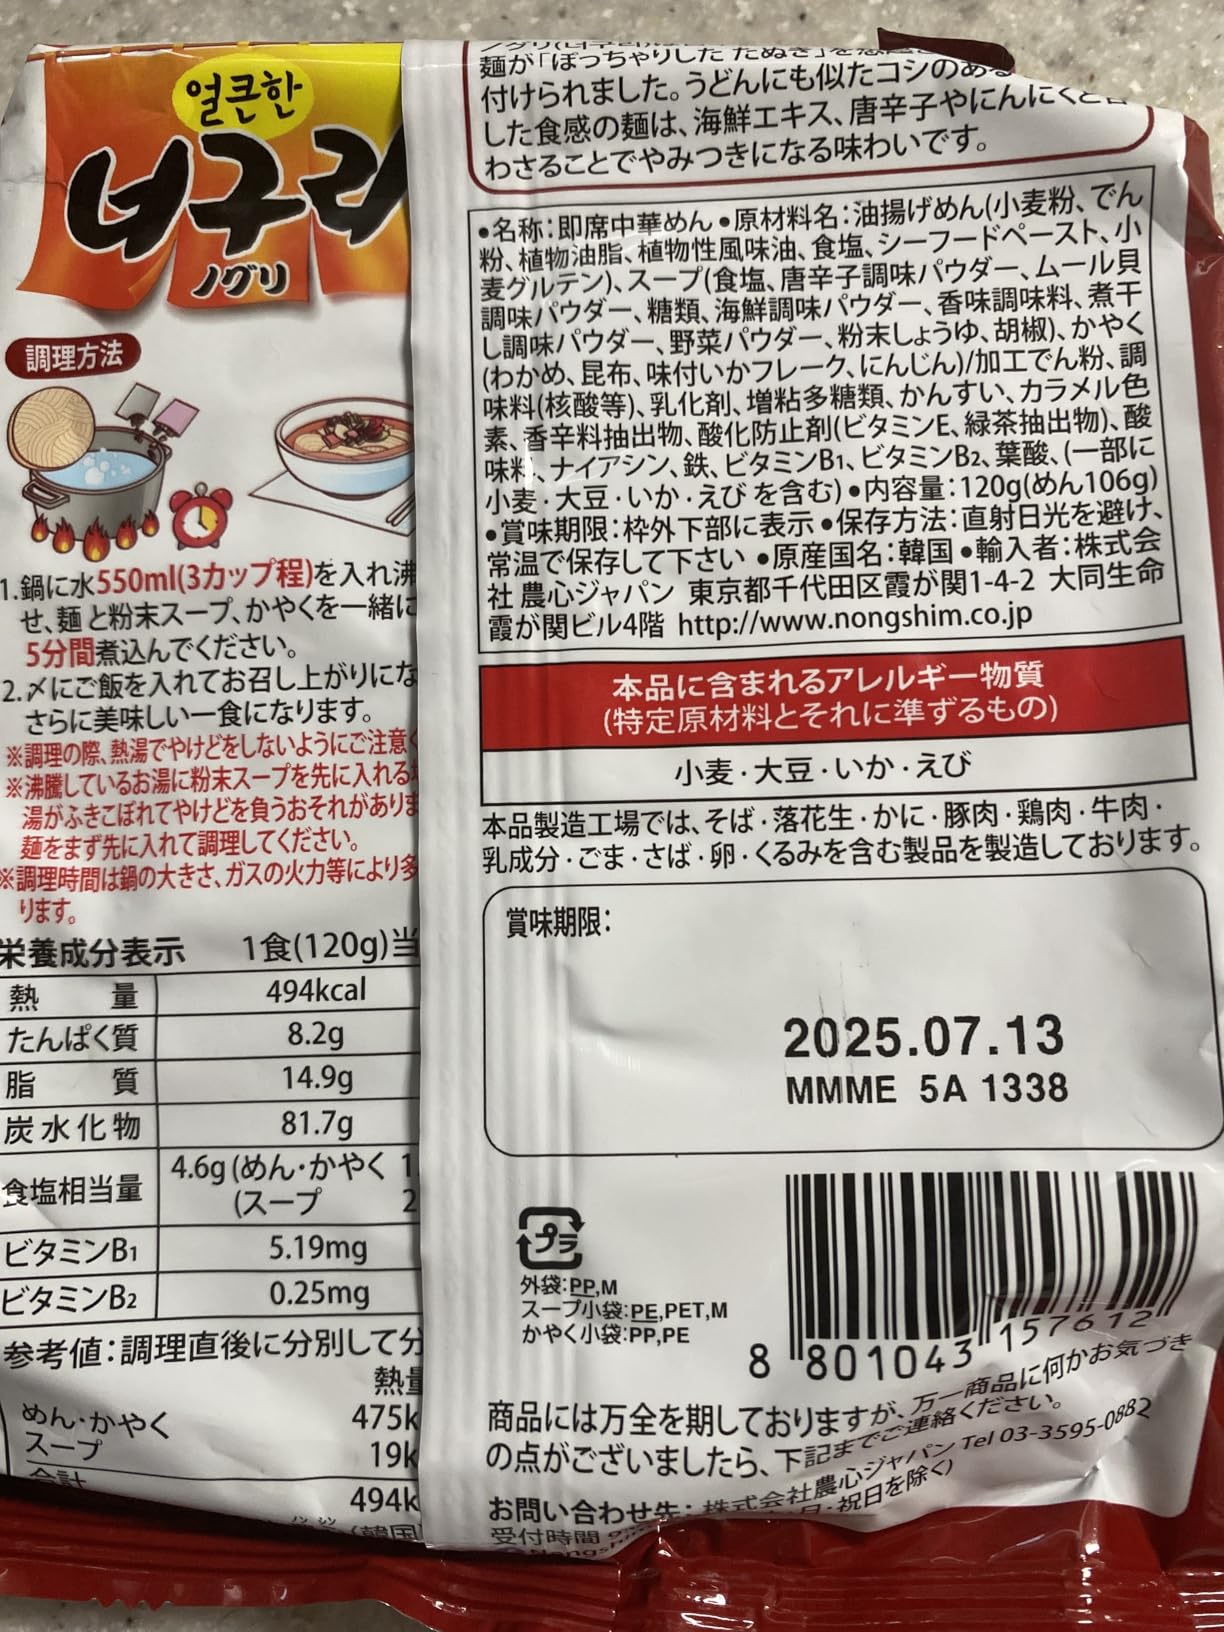 얼큰한
너구리
ノグリ
調理方法
1.鍋に水550ml(3カップ程)を入れ沸
せ、麺と粉末スープ、かやくを一緒に
5分間煮込んでください。
2.〆にご飯を入れてお召し上がりにな
さらに美味しい一食になります。
※調理の際、熱湯でやけどをしないようにご注意
※沸騰しているお湯に粉末スープを先に入れる
湯がふきこぼれてやけどを負うおそれがありま
麺をまず先に入れて調理してください。
※調理時間は鍋の大きさ、ガスの火力等により多
ります。
栄養成分表示 1食(120g)当
熱量 494kcal
たんぱく質 8.2g
脂質 14.9g
炭水化物 81.7g
食塩相当量 4.6g(めん・かやく 1
(スープ 2
ビタミンB1 5.19mg
ビタミンB2 0.25mg
参考値:調理直後に分別して分
熱量
めん・かやく 475k
スープ 19k
合計 494k
麺が「ぽっちゃりした たぬき」を
付けられました。うどんにも似たコシのある
した食感の麺は、海鮮エキス、唐辛子やにんにくと合
わさることでやみつきになる味わいです。
●名称:即席中華めん●原材料名:油揚げめん(小麦粉、でん
粉、植物油脂、植物性風味油、食塩、シーフードペースト、小
麦グルテン)、スープ(食塩、唐辛子調味パウダー、ムール貝
調味パウダー、糖類、海鮮調味パウダー、香味調味料、煮干
し調味パウダー、野菜パウダー、粉末しょうゆ、胡椒)、かやく
(わかめ、昆布、味付いかフレーク、にんじん)/加工でん粉、調
味料(核酸等)、乳化剤、増粘多糖類、かんすい、カラメル色
素、香辛料抽出物、酸化防止剤(ビタミンE、緑茶抽出物)、酸
味料、ナイアシン、鉄、ビタミンB1、ビタミンB2、葉酸、(一部に
小麦・大豆・いか・えびを含む)●内容量:120g(めん106g)
●賞味期限:枠外下部に表示●保存方法:直射日光を避け、
常温で保存して下さい ●原産国名:韓国●輸入者:株式会
社 農心ジャパン 東京都千代田区霞が関1-4-2 大同生命
霞が関ビル4階 http://www.nongshim.co.jp
本品に含まれるアレルギー物質
(特定原材料とそれに準ずるもの)
小麦・大豆・いか・えび
本品製造工場では、そば・落花生・かに・豚肉・鶏肉・牛肉・
乳成分・ごま・さば・卵・くるみを含む製品を製造しております。
賞味期限:
2025.07.13
MMME 5A 1338
プラ
外袋:PP,M
スープ小袋:PE,PET,M
かやく小袋:PP,PE
8 801043 157612
商品には万全を期しておりますが、万一商品に何かお気づき
の点がございましたら、下記までご連絡ください。
お問い合わせ先:株式会社農心ジャパン Tel 03-3595-0882
受付時間 日・祝日を除く)